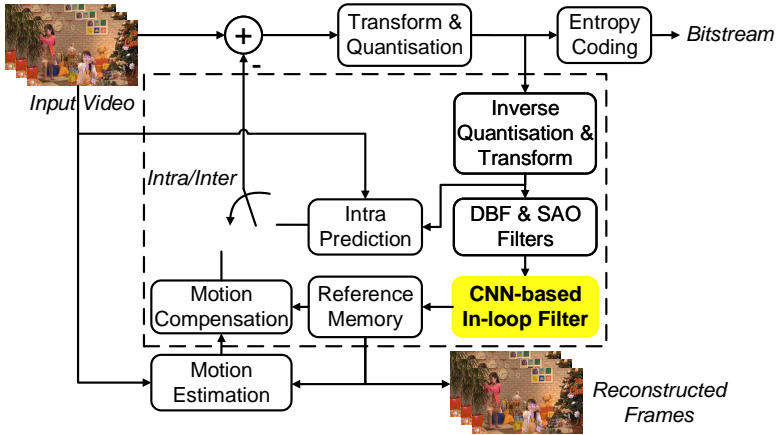 Transform &
Quantisation
Entropy
Coding
Bitstream
+
-
Input Video
Inverse
Quantisation &
Transform
Intra/Inter
Intra
Prediction
DBF & SAO
Filters
Motion
Compensation
Reference
Memory
CNN-based
In-loop Filter
Motion
Estimation
Reconstructed
Frames